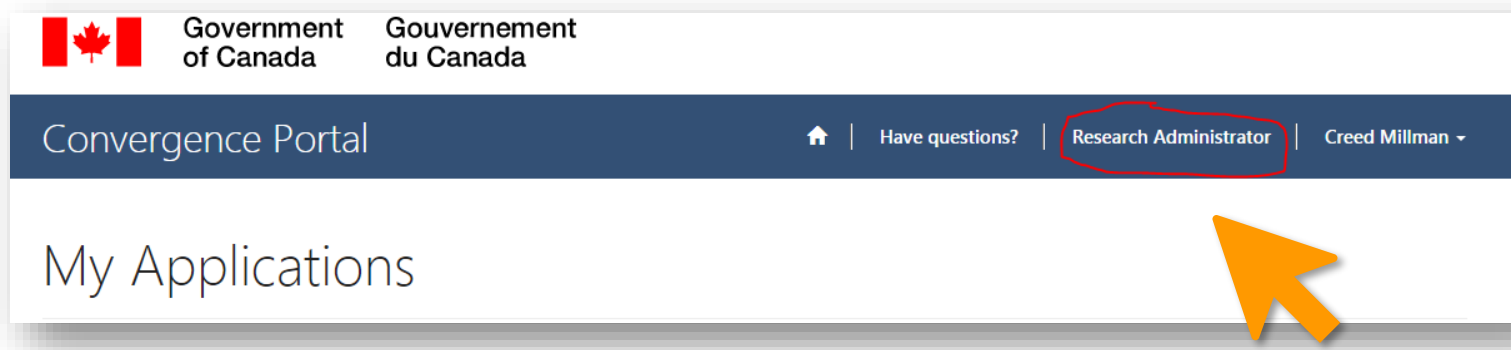 Government Gouvernement
of Canada du Canada
Convergence Portal Have questions? Research Administrator Creed Millman
My Applications